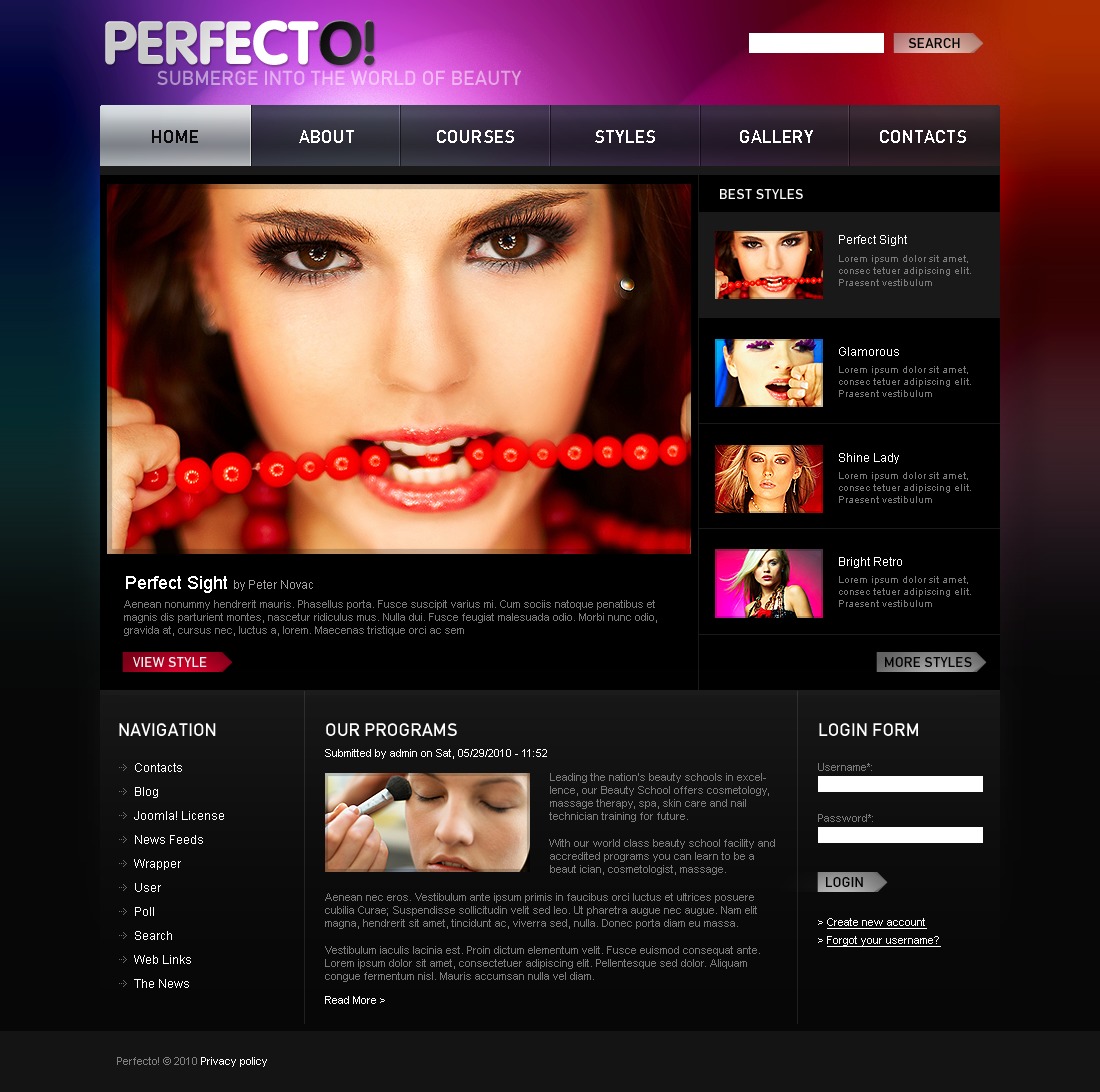 PERFECTO!
SUBMERGE INTO THE WORLD OF BEAUTY
SEARCH
HOME
ABOUT
COURSES
STYLES
GALLERY
CONTACTS
BEST STYLES
Perfect Sight
Lorem ipsum dolor sit amet,
consec tetuer adipiscing elit.
Praesent vestibulum
Glamorous
Lorem ipsum dolor sit amet,
consec tetuer adipiscing elit.
Praesent vestibulum
Shine Lady
Lorem ipsum dolor sit amet,
consec tetuer adipiscing elit.
Praesent vestibulum
Bright Retro
Lorem ipsum dolor sit amet,
consec tetuer adipiscing elit.
Praesent vestibulum
MORE STYLES
Perfect Sight by Peter Novac
Aenean nonummy hendrerit mauris. Phasellus porta. Fusce suscipit varius mi. Cum sociis natoque penatibus et
magnis dis parturient montes, nascetur ridiculus mus. Nulla dui. Fusce feugiat malesuada odio. Morbi nunc odio,
gravida at, cursus nec, luctus a, lorem. Maecenas tristique orci ac sem
VIEW STYLE
NAVIGATION
Contacts
Blog
Joomla! License
News Feeds
Wrapper
User
Poll
Search
Web Links
The News
OUR PROGRAMS
Submitted by admin on Sat, 05/29/2010 - 11:52
Leading the nation's beauty schools in excel-
lence, our Beauty School offers cosmetology,
massage therapy, spa, skin care and nail
technician training for future.
With our world class beauty school facility and
accredited programs you can learn to be a
beaut ician, cosmetologist, massage.
Aenean nec eros. Vestibulum ante ipsum primis in faucibus orci luctus et ultrices posuere
cubilia Curae; Suspendisse sollicitudin velit sed leo. Ut pharetra augue nec augue. Nam elit
magna, hendrerit sit amet, tincidunt ac, viverra sed, nulla. Donec porta diam eu massa.
Vestibulum iaculis lacinia est. Proin dictum elementum velit. Fusce euismod consequat ante.
Lorem ipsum dolor sit amet, consectetuer adipiscing elit. Pellentesque sed dolor. Aliquam
congue fermentum nisl. Mauris accumsan nulla vel diam.
Read More >
LOGIN FORM
Username*:
Password*:
LOGIN
> Create new account
> Forgot your username?
Perfecto! © 2010 Privacy policy